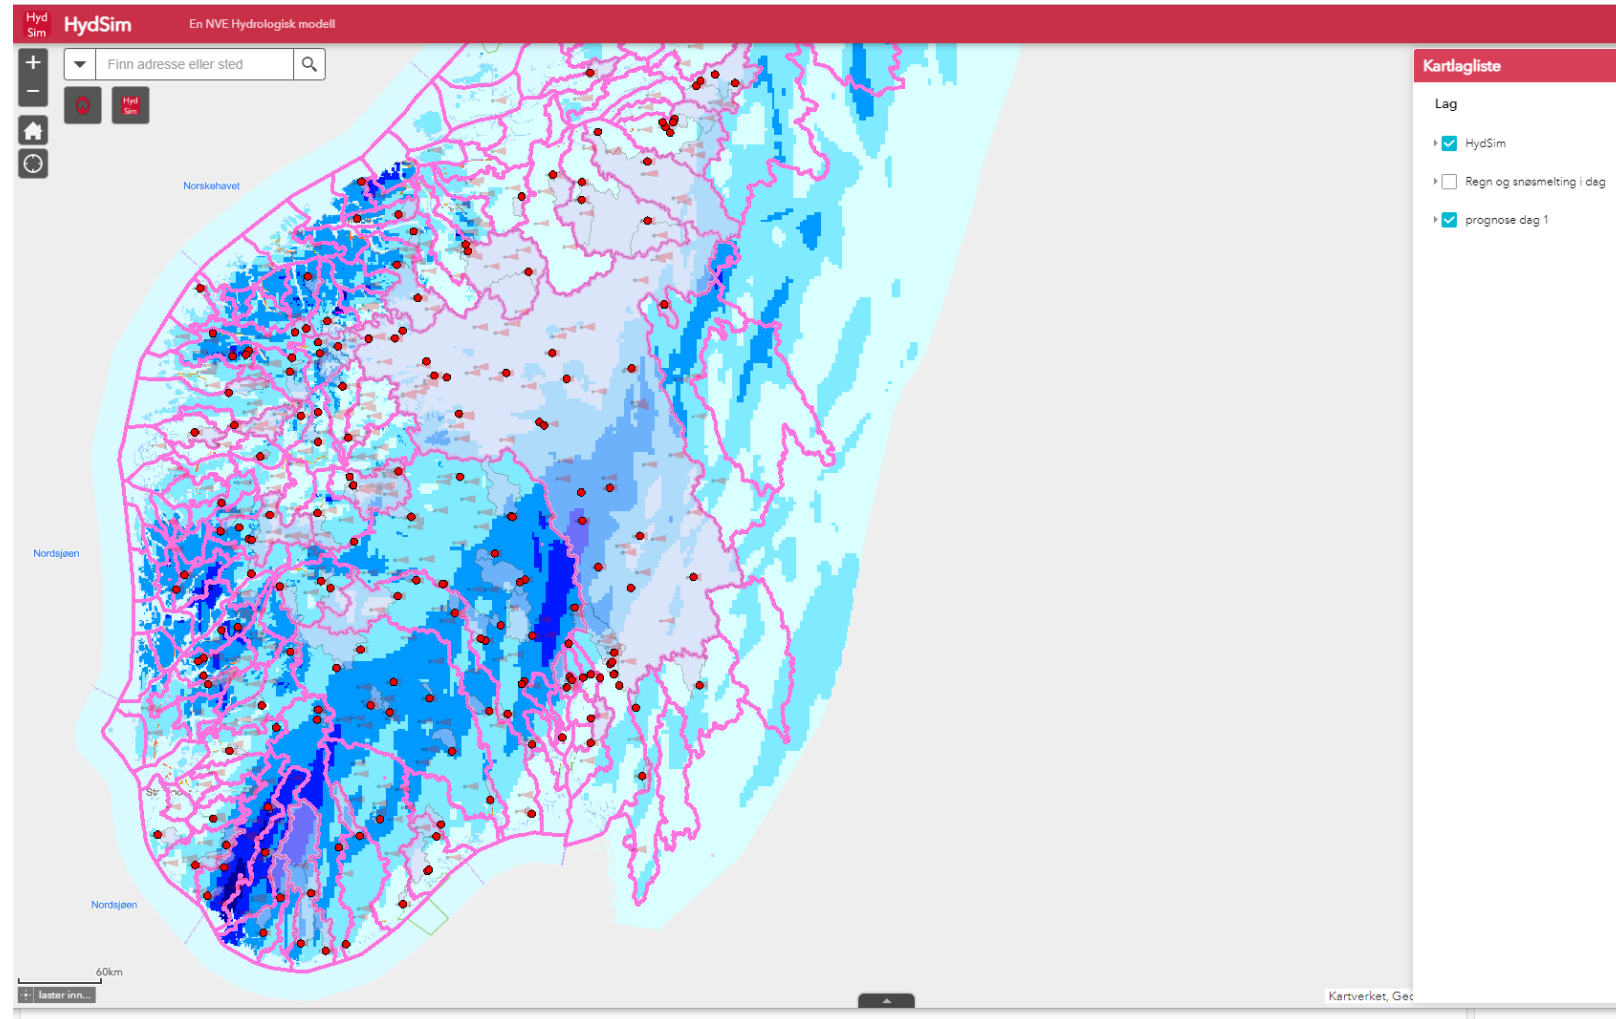 Hyd
Sim
HydSim
En NVE Hydrologisk modell
+
Finn adresse eller sted
−
Hyd
Sim
Kartlagliste
Lag
HydSim
Regn og snøsmelting i dag
prognose dag 1
Norskehavet
Nordsjøen
Nordsjøen
60km
laster inn...
Kartverket, Geo